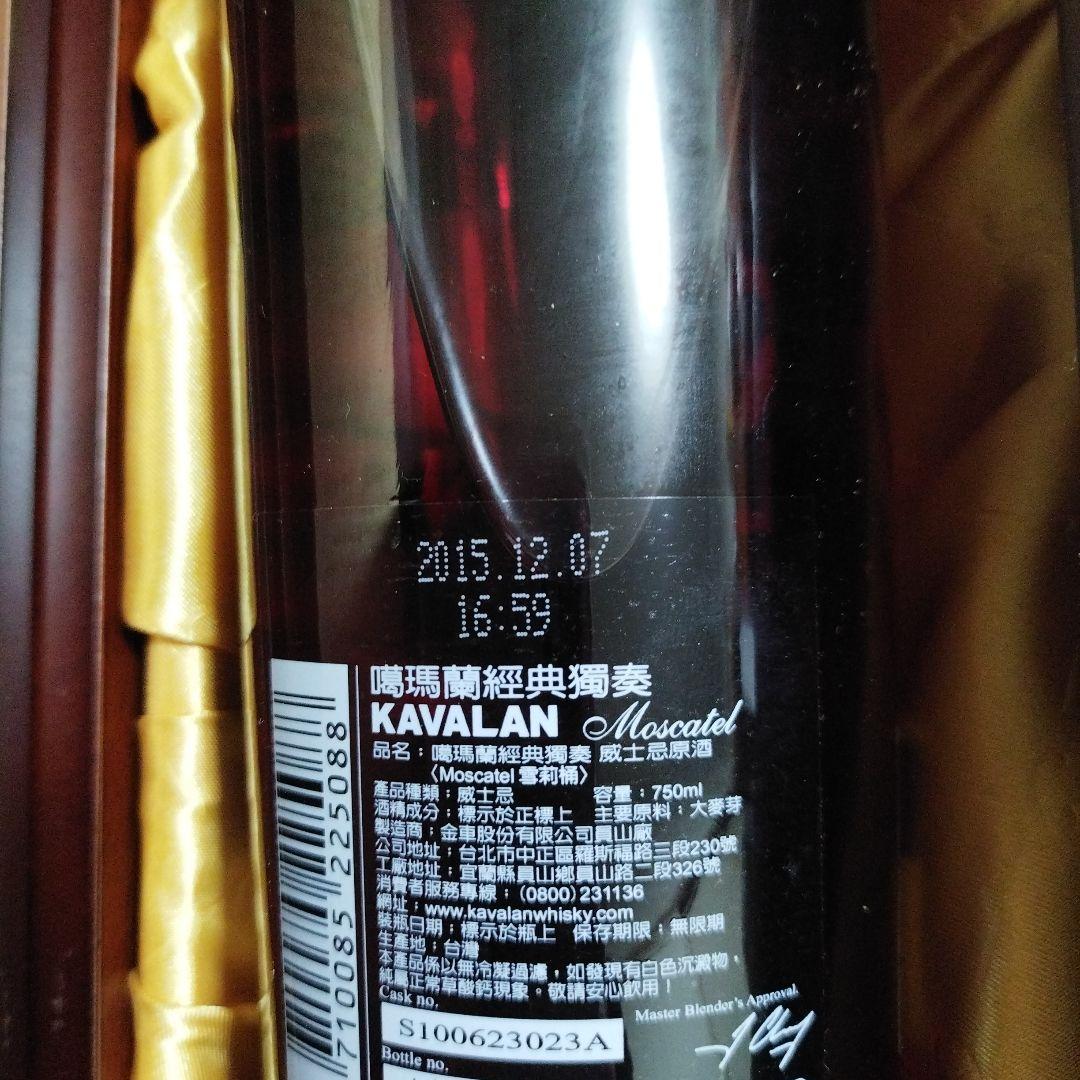 2015.12.07
16:59
噶瑪蘭經典獨奏
KAVALAN Moscatel
品名：噶瑪蘭經典獨奏 威士忌原酒
〈Moscatel 雪莉桶〉
產品種類：威士忌 容量：750ml
酒精成分：標示於正標上 主要原料：大麥芽
製造商：金車股份有限公司員山廠
公司地址：台北市中正區羅斯福路三段230號
工廠地址：宜蘭縣員山鄉員山路二段326號
消費者服務專線：(0800)231136
網址：www.kavalanwhisky.com
裝瓶日期：標示於瓶上 保存期限：無限期
生產地：台灣
本產品係以無冷凝過濾，如發現有白色沉澱物，
純屬正常草酸鈣現象。敬請安心飲用！
Cask no.
S100623023A
Bottle no.
Master Blender's Approval.
710085 225088